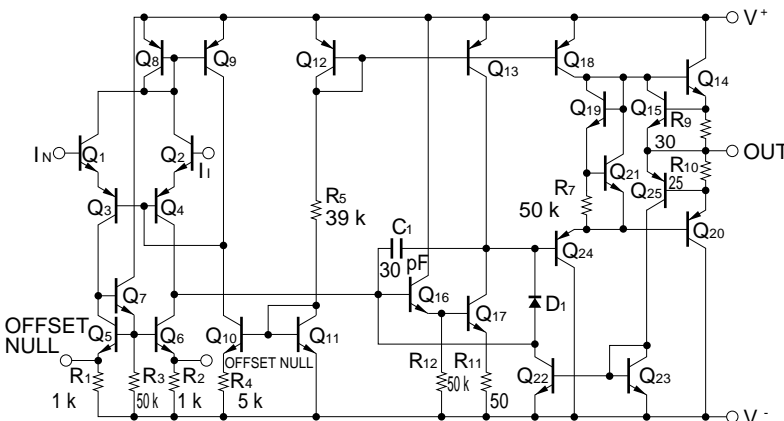 V+
Q8
Q9
Q12
Q13
Q18
Q14
Q19
Q15
R9
30
IN
Q1
Q2
II
OUT
R10
Q21
Q25
25
Q3
Q4
R5
39 k
R7
50 k
Q20
C1
30 pF
Q24
Q7
Q16
D1
OFFSET
NULL
Q5
Q6
Q10
Q11
Q17
OFFSET NULL
R1
1 k
R3
50 k
R2
1 k
R4
5 k
R12
50 k
R11
50
Q22
Q23
V-